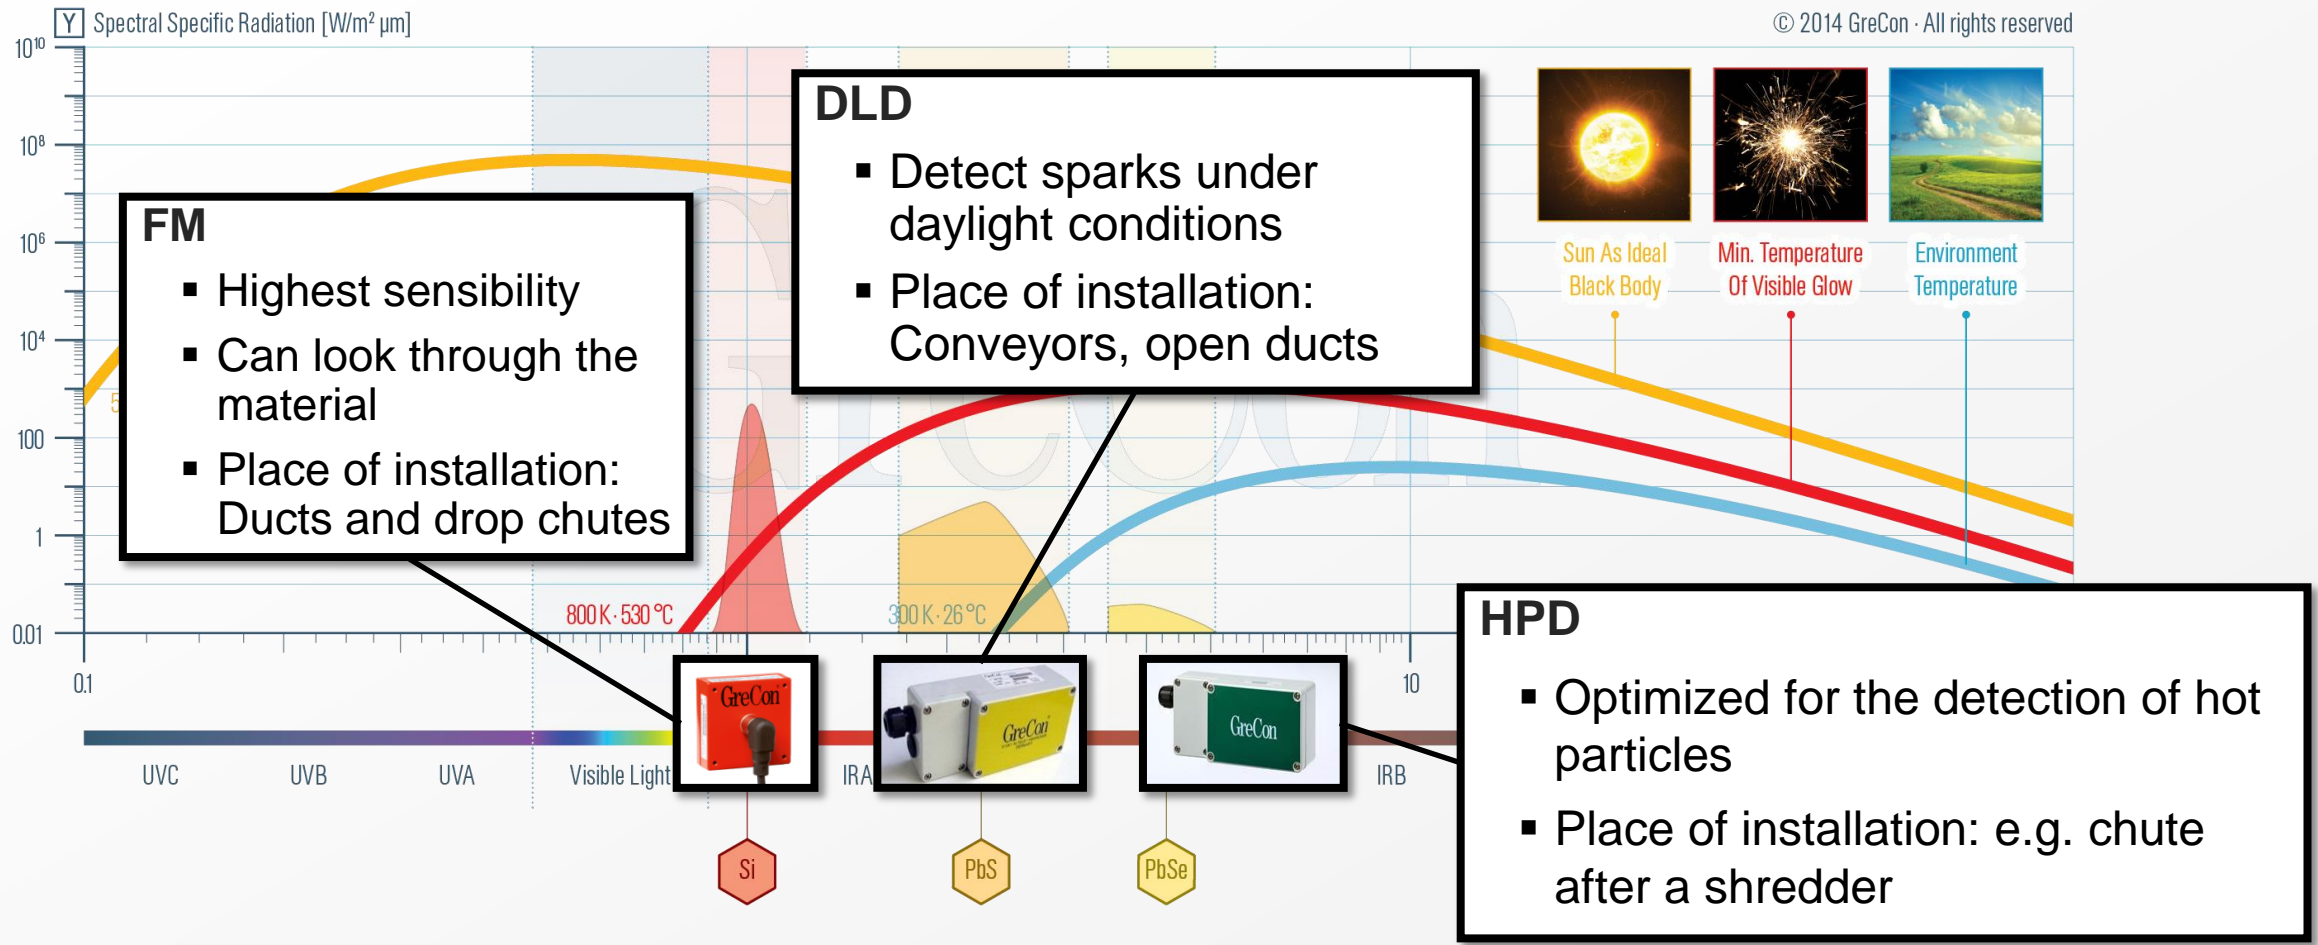 Y Spectral Specific Radiation [W/m² µm]
© 2014 GreCon · All rights reserved
10¹⁰
10⁸
10⁶
10⁴
100
1
0.01
0.1
10
FM
▪ Highest sensibility
▪ Can look through the
material
▪ Place of installation:
Ducts and drop chutes
DLD
▪ Detect sparks under
daylight conditions
▪ Place of installation:
Conveyors, open ducts
Sun As Ideal
Black Body
Min. Temperature
Of Visible Glow
Environment
Temperature
800 K · 530 °C
300 K · 26 °C
GreCon
GreCon
GreCon
GreCon
HPD
▪ Optimized for the detection of hot
particles
▪ Place of installation: e.g. chute
after a shredder
UVC
UVB
UVA
Visible Light
IRA
IRB
Si
PbS
PbSe